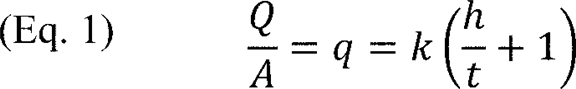 (Eq. 1) Q/A = q = k(h/t + 1)